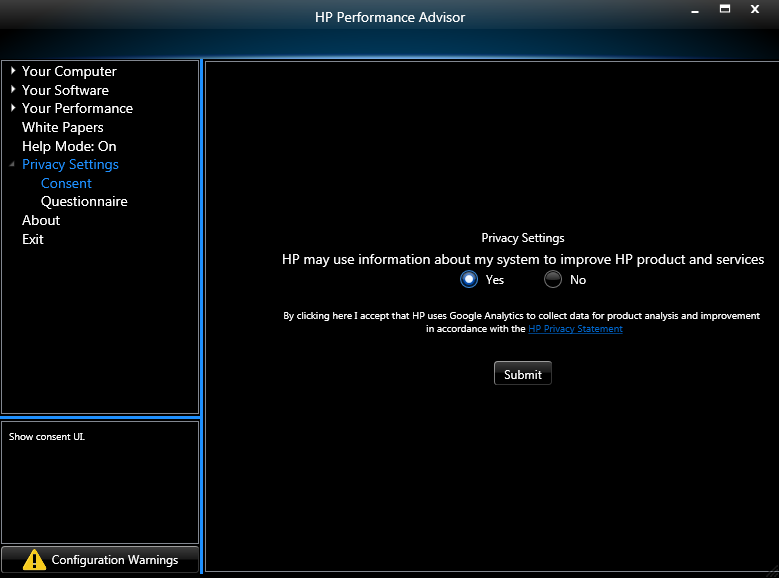 HP Performance Advisor
Your Computer
Your Software
Your Performance
White Papers
Help Mode: On
Privacy Settings
Consent
Questionnaire
About
Exit
Show consent UI.
Configuration Warnings
Privacy Settings
HP may use information about my system to improve HP product and services
Yes No
By clicking here I accept that HP uses Google Analytics to collect data for product analysis and improvement
in accordance with the HP Privacy Statement
Submit